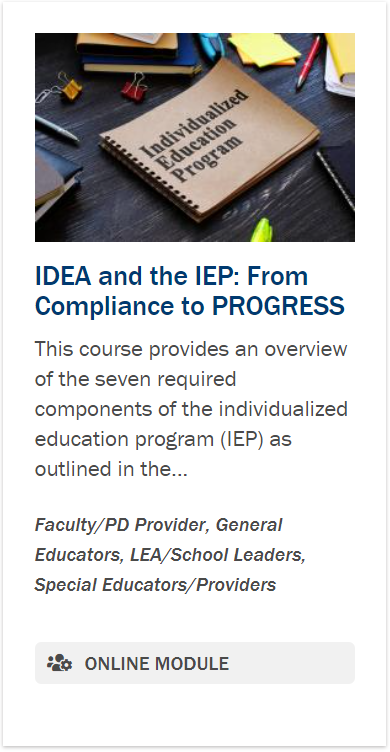 Individualized
Education
Program
IDEA and the IEP: From
Compliance to PROGRESS
This course provides an overview
of the seven required
components of the individualized
education program (IEP) as
outlined in the...
Faculty/PD Provider, General
Educators, LEA/School Leaders,
Special Educators/Providers
ONLINE MODULE